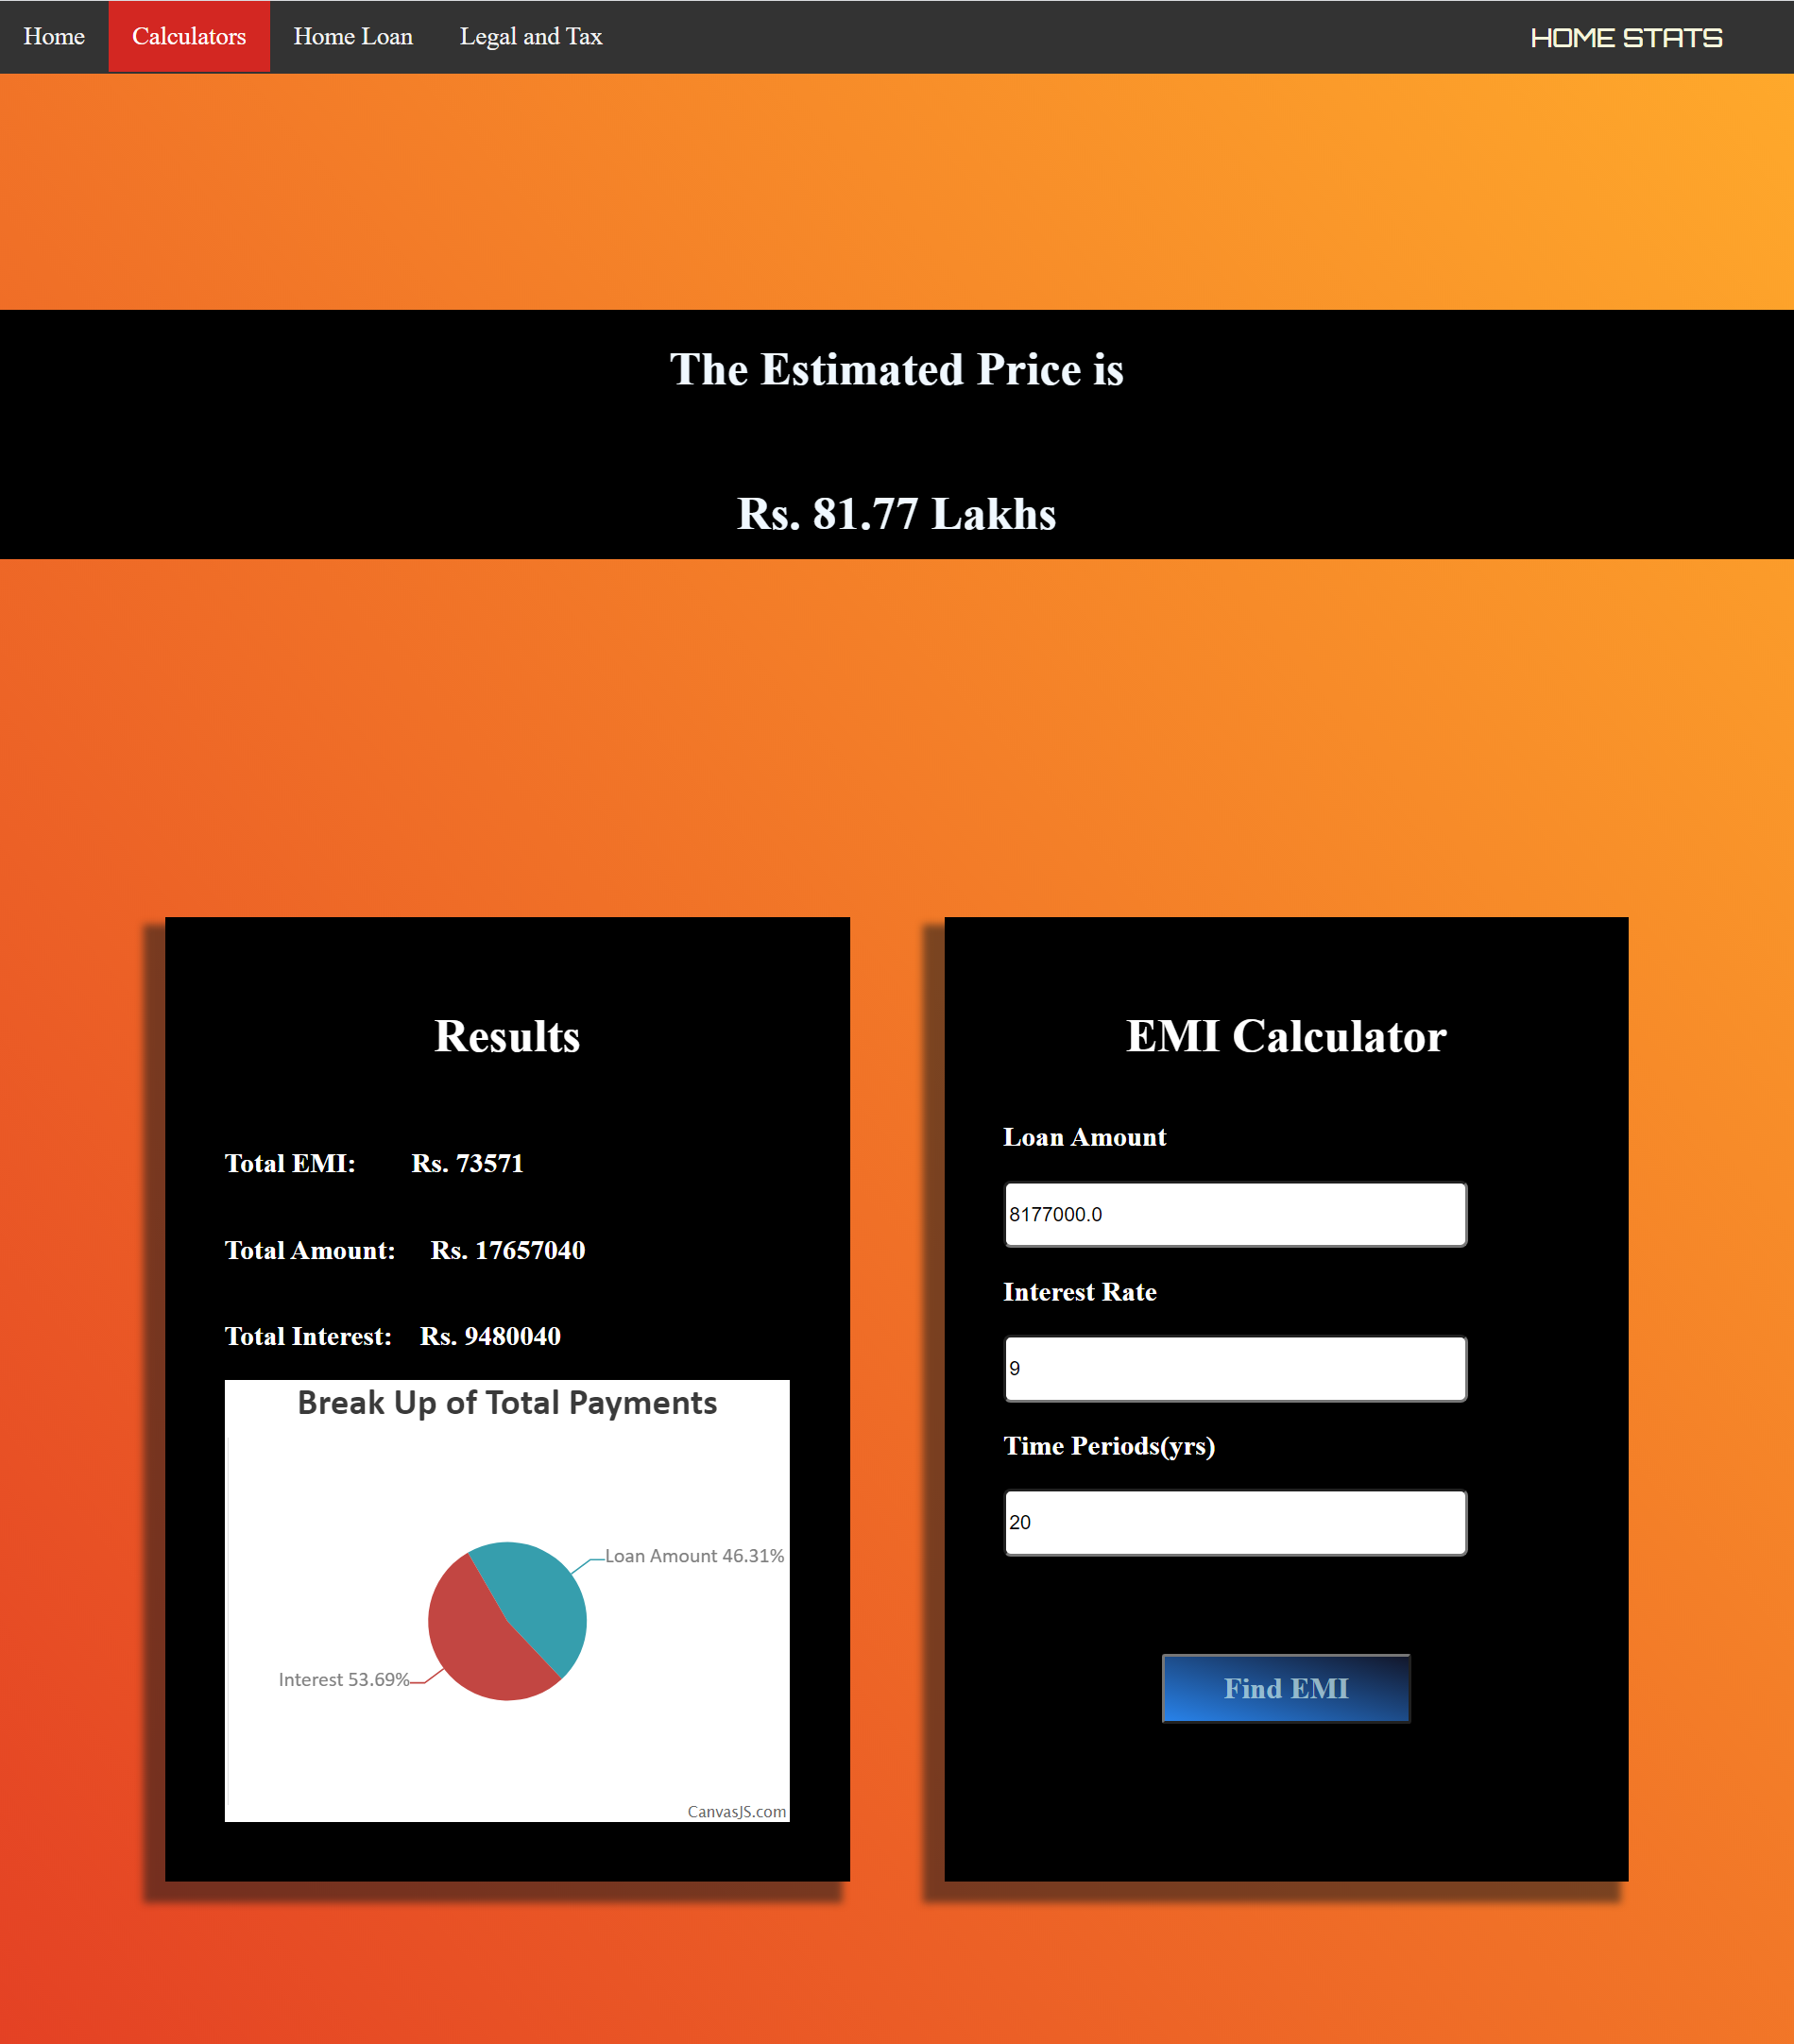 Home Calculators Home Loan Legal and Tax HOME STATS
The Estimated Price is
Rs. 81.77 Lakhs
Results
Total EMI: Rs. 73571
Total Amount: Rs. 17657040
Total Interest: Rs. 9480040
Break Up of Total Payments
Loan Amount 46.31%
Interest 53.69%
CanvasJS.com
EMI Calculator
Loan Amount
8177000.0
Interest Rate
9
Time Periods(yrs)
20
Find EMI